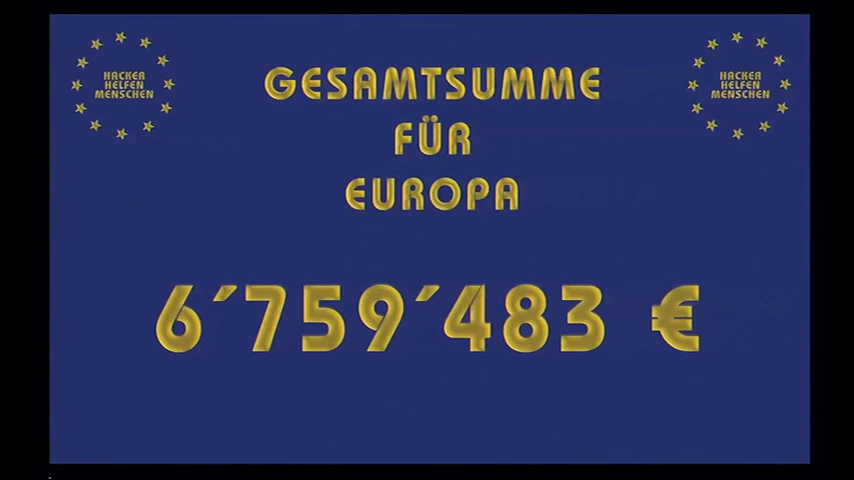 HACKER
HELFEN
MENSCHEN
GESAMTSUMME
FÜR
EUROPA
HACKER
HELFEN
MENSCHEN
6´759´483 €